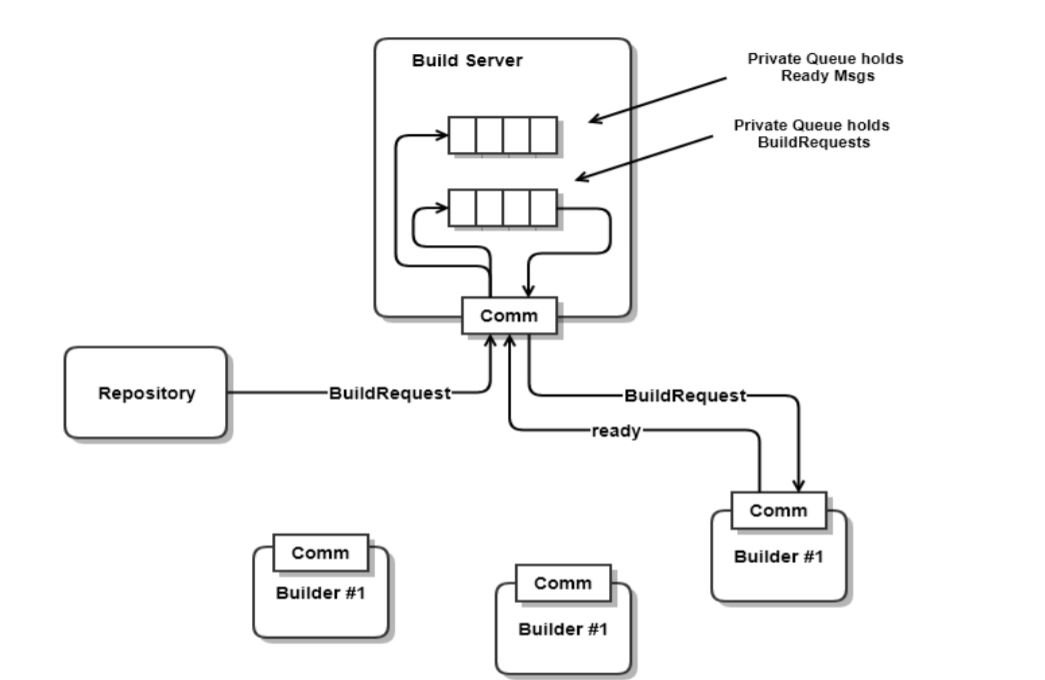 Build Server
Private Queue holds
Ready Msgs
Private Queue holds
BuildRequests
Comm
Repository
BuildRequest
BuildRequest
ready
Comm
Builder #1
Comm
Builder #1
Comm
Builder #1